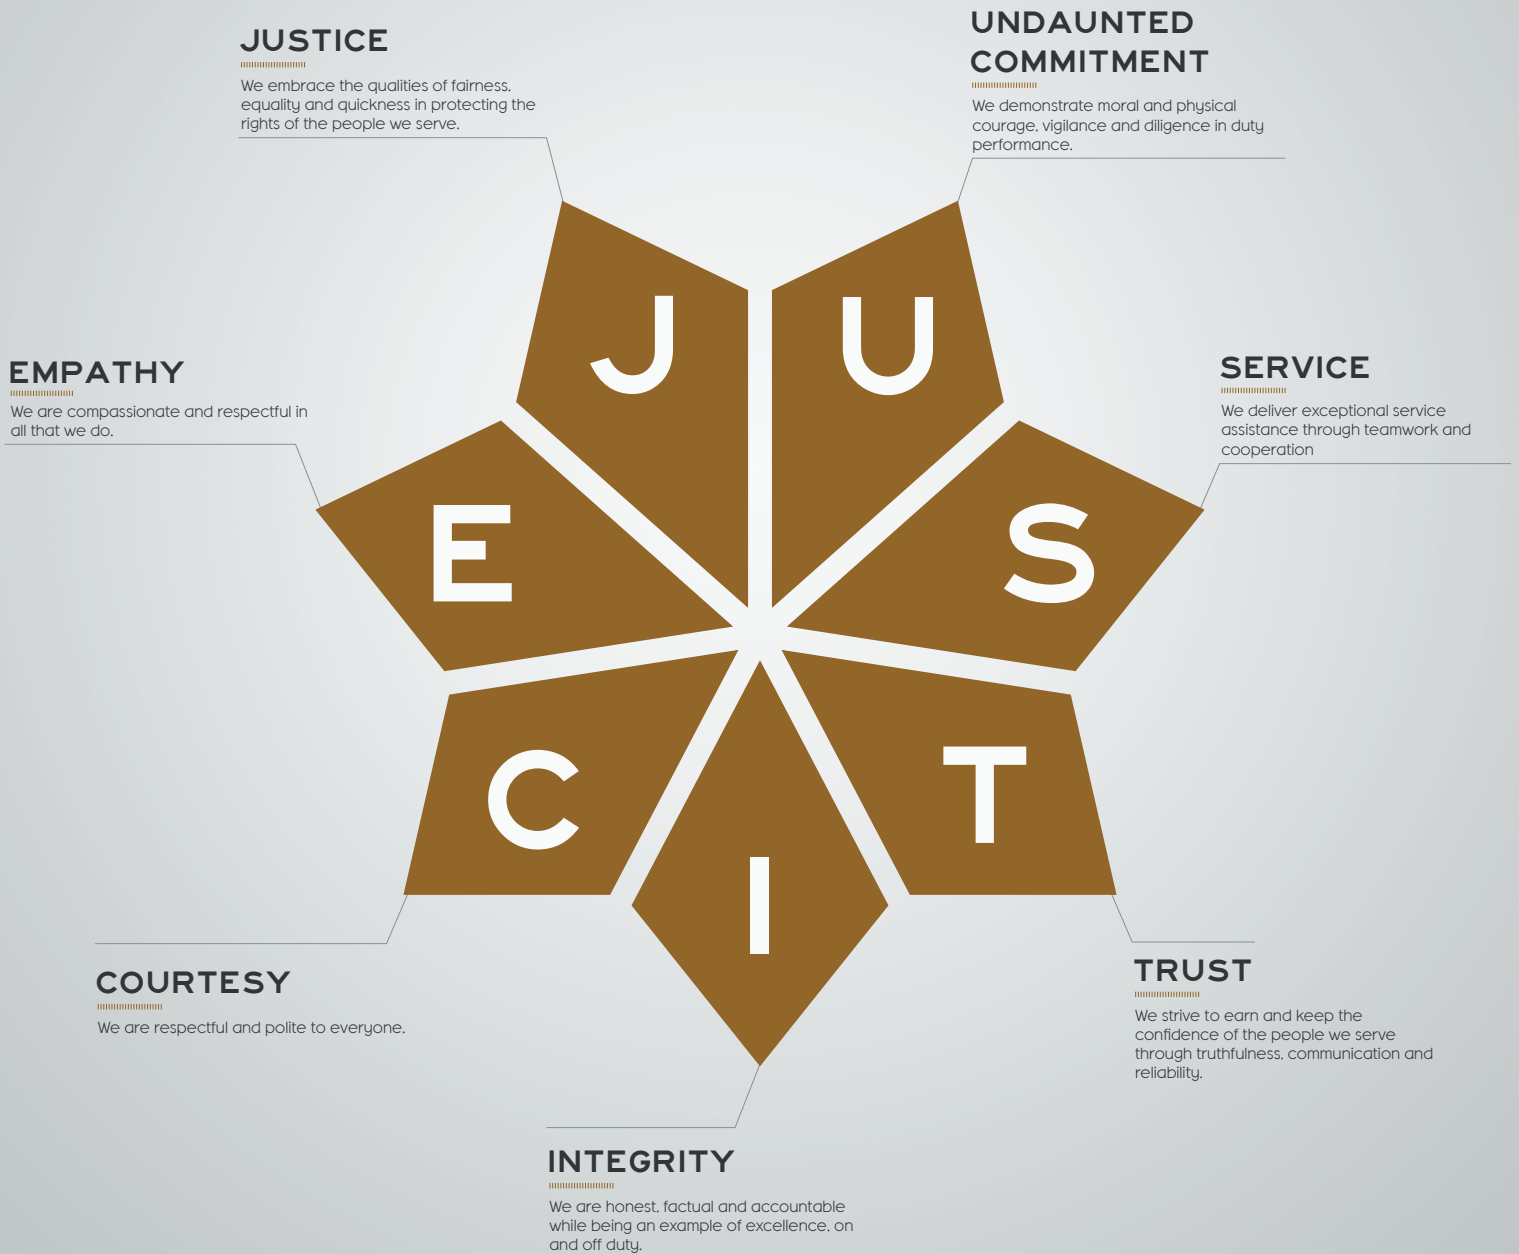 JUSTICE
We embrace the qualities of fairness,
equality and quickness in protecting the
rights of the people we serve.
UNDAUNTED
COMMITMENT
We demonstrate moral and physical
courage, vigilance and diligence in duty
performance.
J
U
EMPATHY
We are compassionate and respectful in
all that we do.
SERVICE
We deliver exceptional service
assistance through teamwork and
cooperation
E
S
C
T
I
COURTESY
We are respectful and polite to everyone.
TRUST
We strive to earn and keep the
confidence of the people we serve
through truthfulness, communication and
reliability.
INTEGRITY
We are honest, factual and accountable
while being an example of excellence, on
and off duty.